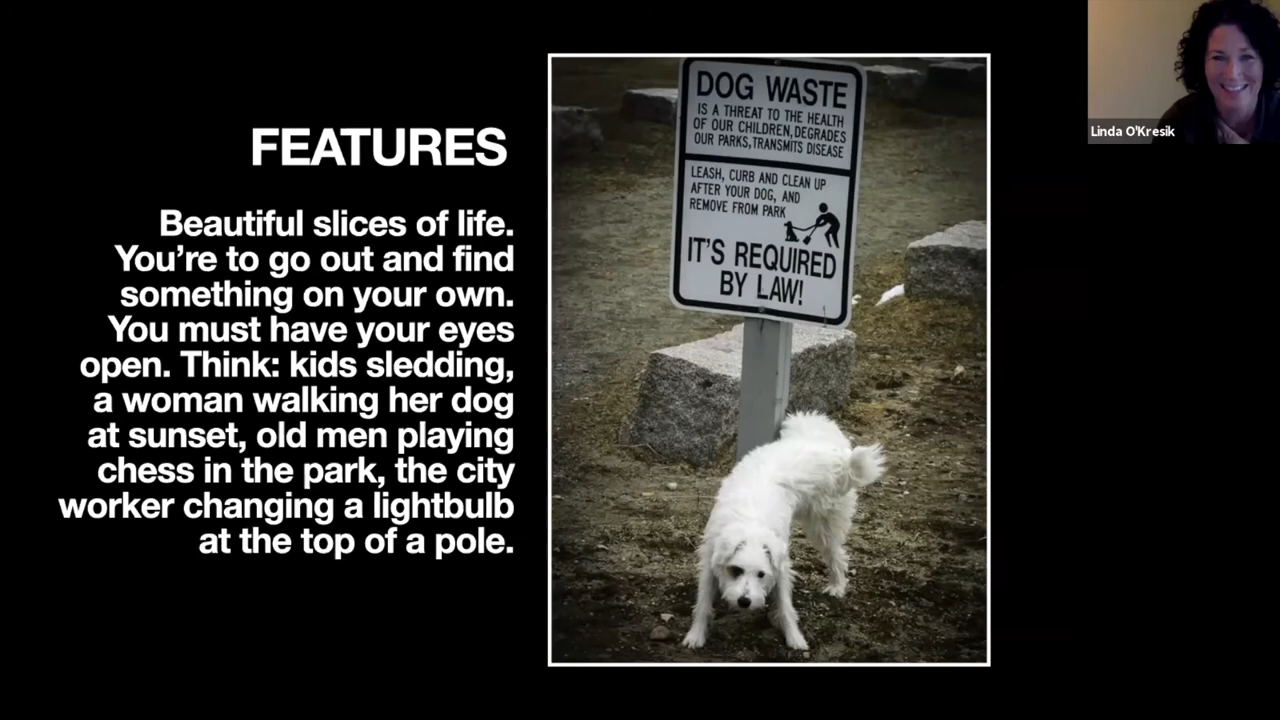 FEATURES
Beautiful slices of life.
You’re to go out and find
something on your own.
You must have your eyes
open. Think: kids sledding,
a woman walking her dog
at sunset, old men playing
chess in the park, the city
worker changing a lightbulb
at the top of a pole.
DOG WASTE
IS A THREAT TO THE HEALTH
OF OUR CHILDREN, DEGRADES
OUR PARKS, TRANSMITS DISEASE
LEASH, CURB AND CLEAN UP
AFTER YOUR DOG, AND
REMOVE FROM PARK
IT'S REQUIRED
BY LAW!
Linda O'Kresik